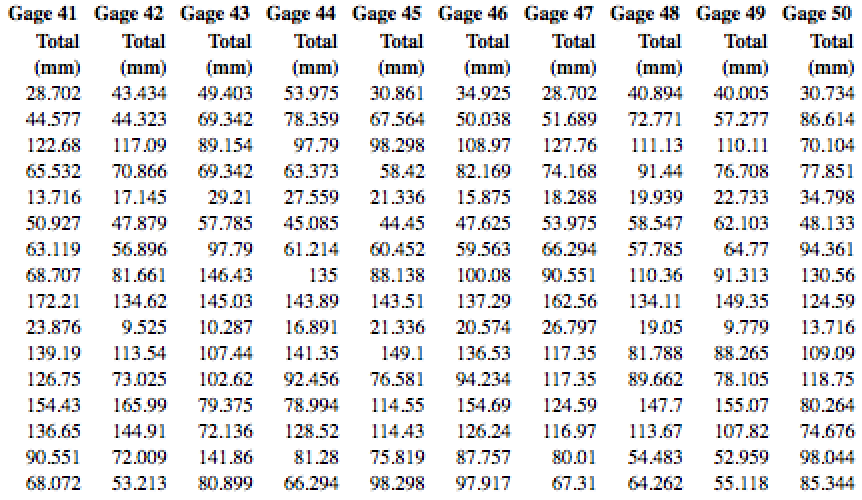 Gage 41 Gage 42 Gage 43 Gage 44 Gage 45 Gage 46 Gage 47 Gage 48 Gage 49 Gage 50
Total Total Total Total Total Total Total Total Total Total
(mm) (mm) (mm) (mm) (mm) (mm) (mm) (mm) (mm) (mm)
28.702 43.434 49.403 53.975 30.861 34.925 28.702 40.894 40.005 30.734
44.577 44.323 69.342 78.359 67.564 50.038 51.689 72.771 57.277 86.614
122.68 117.09 89.154 97.79 98.298 108.97 127.76 111.13 110.11 70.104
65.532 70.866 69.342 63.373 58.42 82.169 74.168 91.44 76.708 77.851
13.716 17.145 29.21 27.559 21.336 15.875 18.288 19.939 22.733 34.798
50.927 47.879 57.785 45.085 44.45 47.625 53.975 58.547 62.103 48.133
63.119 56.896 97.79 61.214 60.452 59.563 66.294 57.785 64.77 94.361
68.707 81.661 146.43 135 88.138 100.08 90.551 110.36 91.313 130.56
172.21 134.62 145.03 143.89 143.51 137.29 162.56 134.11 149.35 124.59
23.876 9.525 10.287 16.891 21.336 20.574 26.797 19.05 9.779 13.716
139.19 113.54 107.44 141.35 149.1 136.53 117.35 81.788 88.265 109.09
126.75 73.025 102.62 92.456 76.581 94.234 117.35 89.662 78.105 118.75
154.43 165.99 79.375 78.994 114.55 154.69 124.59 147.7 155.07 80.264
136.65 144.91 72.136 128.52 114.43 126.24 116.97 113.67 107.82 74.676
90.551 72.009 141.86 81.28 75.819 87.757 80.01 54.483 52.959 98.044
68.072 53.213 80.899 66.294 98.298 97.917 67.31 64.262 55.118 85.344